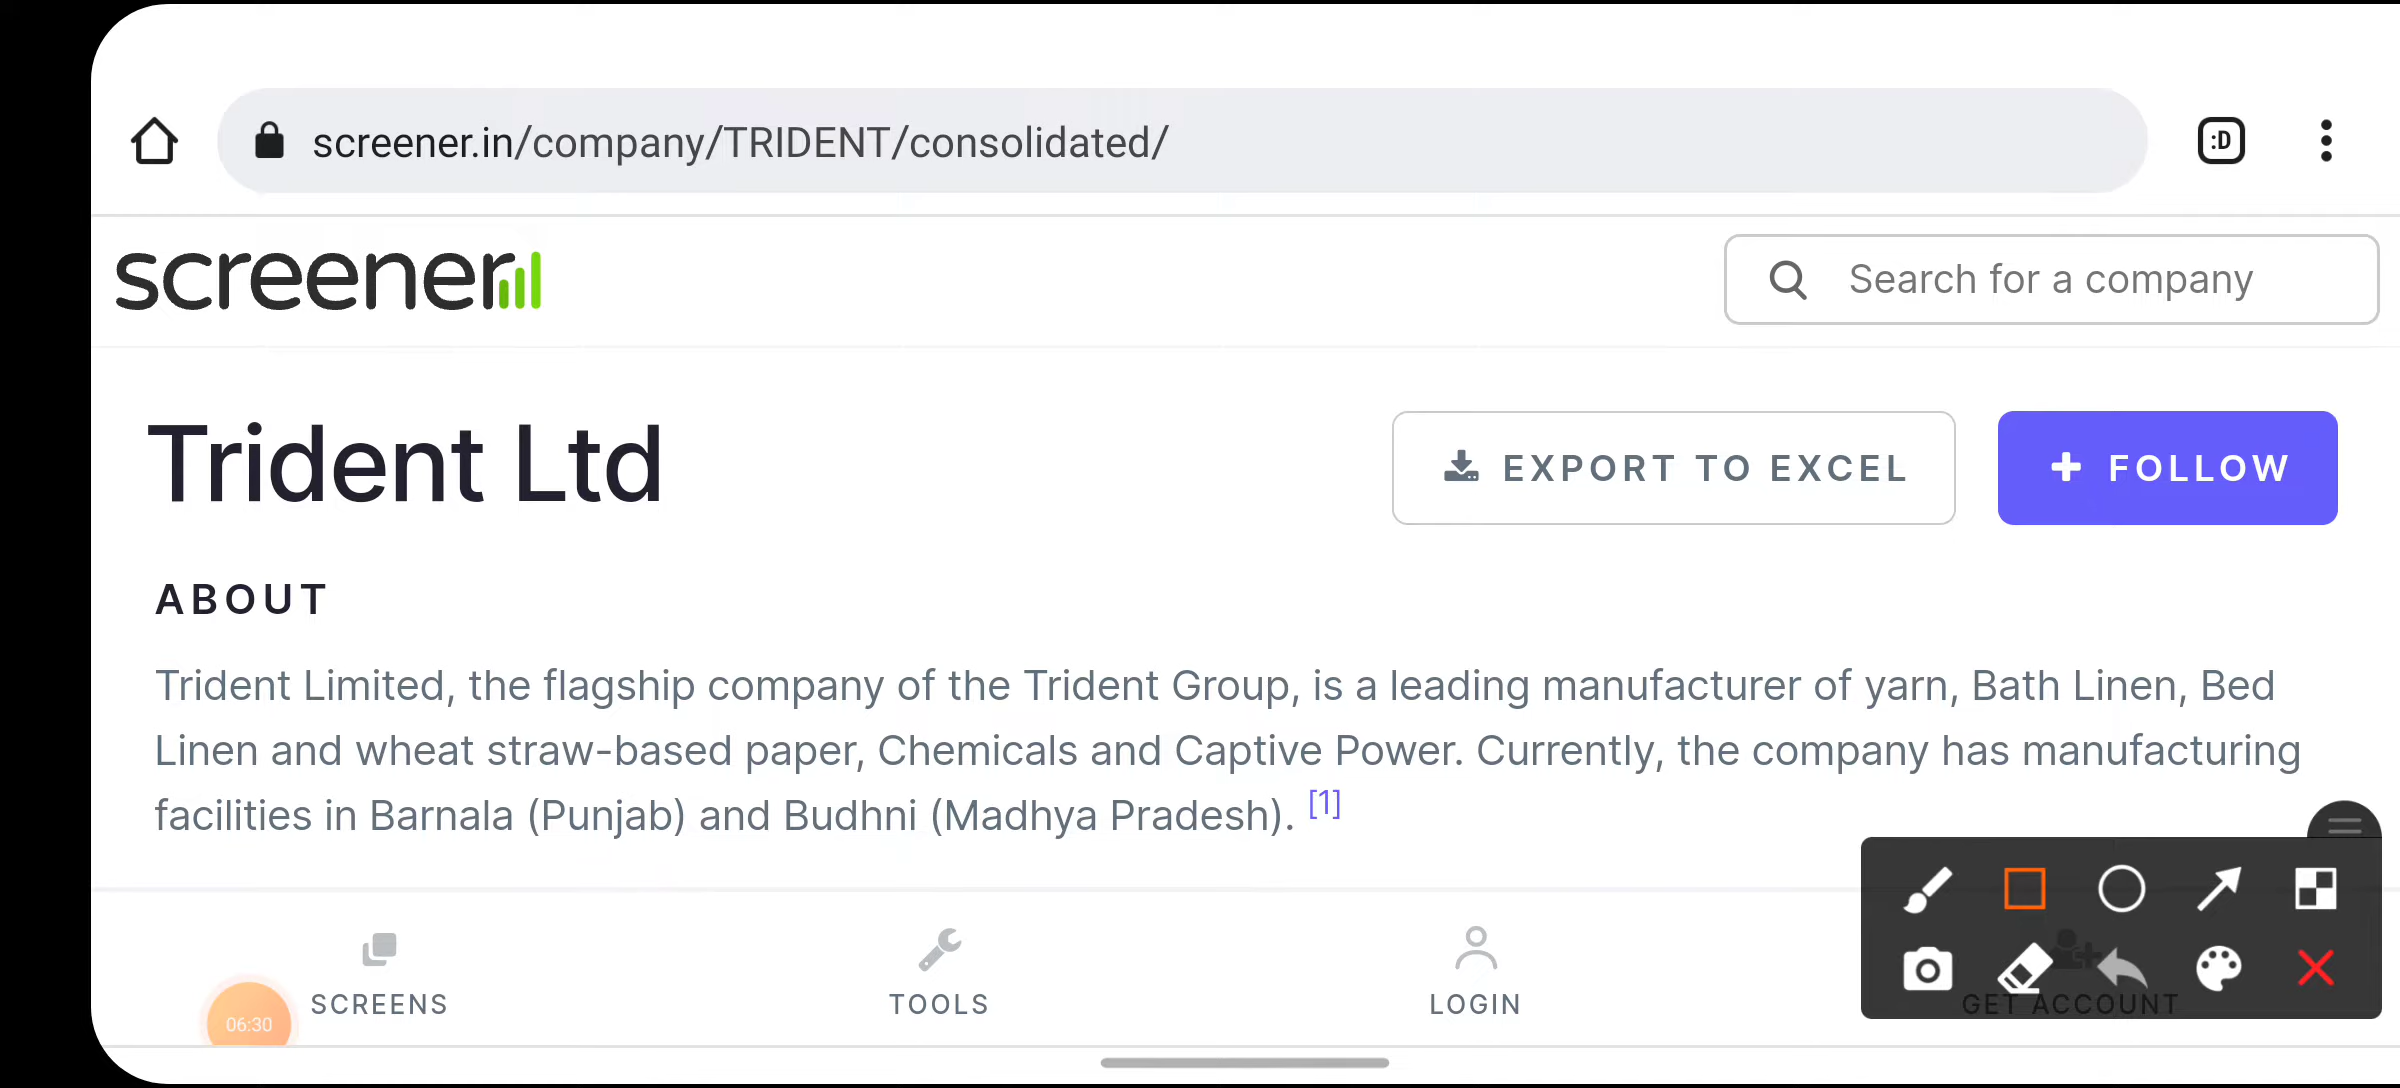 screener.in/company/TRIDENT/consolidated/
:D
screener
Search for a company
Trident Ltd
EXPORT TO EXCEL
FOLLOW
ABOUT
Trident Limited, the flagship company of the Trident Group, is a leading manufacturer of yarn, Bath Linen, Bed
Linen and wheat straw-based paper, Chemicals and Captive Power. Currently, the company has manufacturing
facilities in Barnala (Punjab) and Budhni (Madhya Pradesh). [1]
SCREENS
TOOLS
LOGIN
GET ACCOUNT
06:30